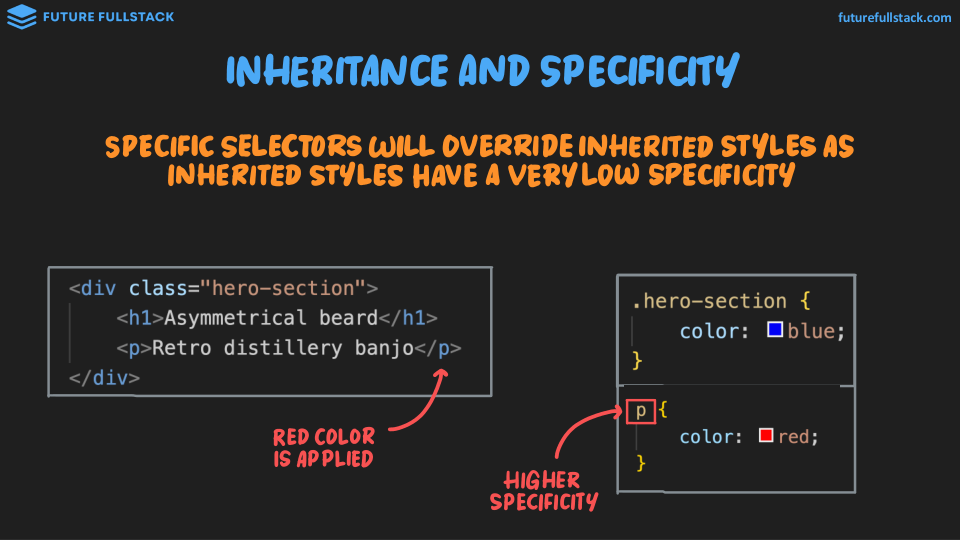 FUTURE FULLSTACK
futurefullstack.com
INHERITANCE AND SPECIFICITY
SPECIFIC SELECTORS WILL OVERRIDE INHERITED STYLES AS
INHERITED STYLES HAVE A VERY LOW SPECIFICITY
<div class="hero-section">
<h1>Asymmetrical beard</h1>
<p>Retro distillery banjo</p>
</div>
RED COLOR
IS APPLIED
.hero-section {
color: blue;
}
p {
color: red;
}
HIGHER
SPECIFICITY